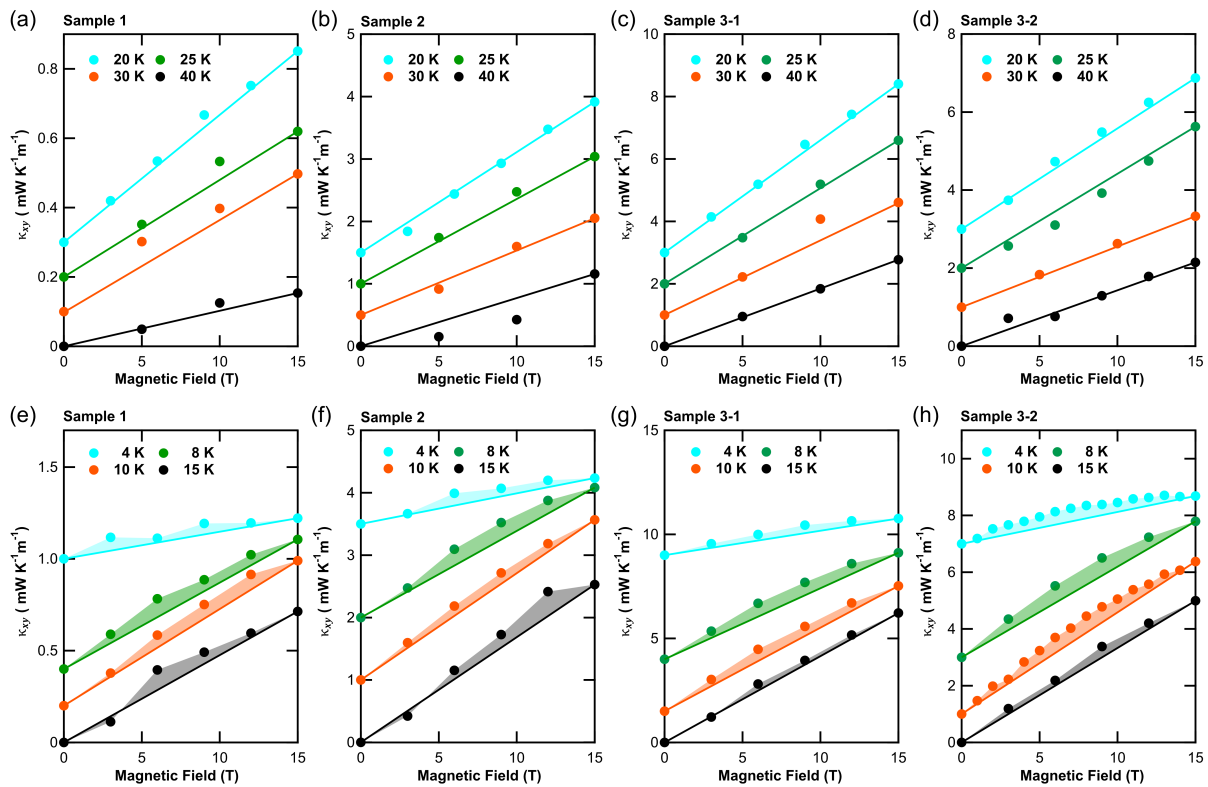 (a) Sample 1
20 K 25 K
30 K 40 K
κxy ( mW K⁻¹m⁻¹)
0.8
0.6
0.4
0.2
0
0 5 10 15
Magnetic Field (T)
(b) Sample 2
20 K 25 K
30 K 40 K
κxy ( mW K⁻¹m⁻¹)
5
4
3
2
1
0
0 5 10 15
Magnetic Field (T)
(c) Sample 3-1
20 K 25 K
30 K 40 K
κxy ( mW K⁻¹m⁻¹)
10
8
6
4
2
0
0 5 10 15
Magnetic Field (T)
(d) Sample 3-2
20 K 25 K
30 K 40 K
κxy ( mW K⁻¹m⁻¹)
8
6
4
2
0
0 5 10 15
Magnetic Field (T)
(e) Sample 1
4 K 8 K
10 K 15 K
κxy ( mW K⁻¹m⁻¹)
1.5
1.0
0.5
0
0 5 10 15
Magnetic Field (T)
(f) Sample 2
4 K 8 K
10 K 15 K
κxy ( mW K⁻¹m⁻¹)
5
4
3
2
1
0
0 5 10 15
Magnetic Field (T)
(g) Sample 3-1
4 K 8 K
10 K 15 K
κxy ( mW K⁻¹m⁻¹)
15
10
5
0
0 5 10 15
Magnetic Field (T)
(h) Sample 3-2
4 K 8 K
10 K 15 K
κxy ( mW K⁻¹m⁻¹)
10
8
6
4
2
0
0 5 10 15
Magnetic Field (T)